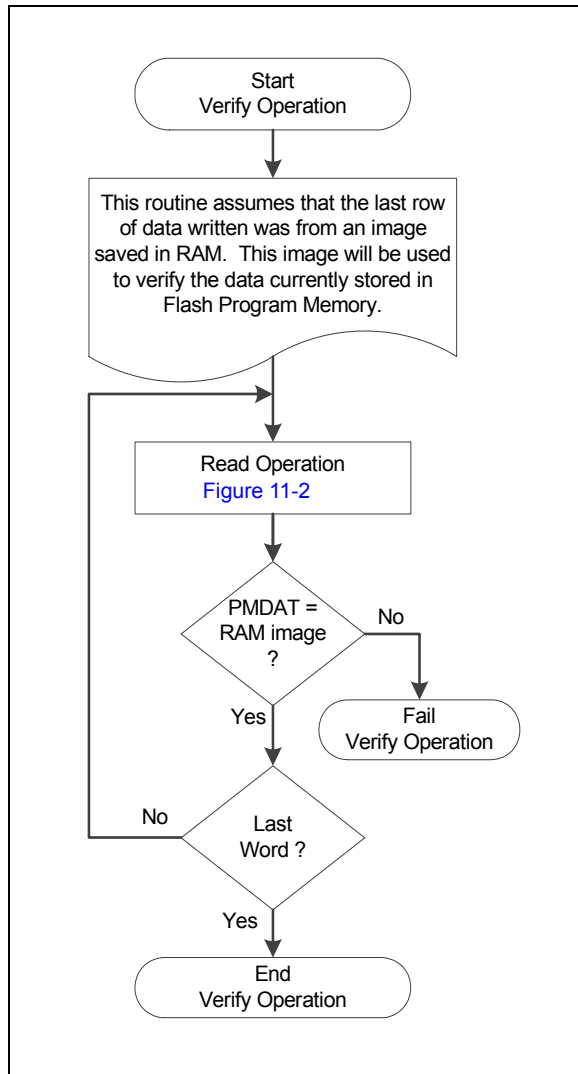 Start
Verify Operation
This routine assumes that the last row
of data written was from an image
saved in RAM. This image will be used
to verify the data currently stored in
Flash Program Memory.
Read Operation
Figure 11-2
PMDAT =
RAM image
?
No
Yes
Fail
Verify Operation
No
Last
Word ?
Yes
End
Verify Operation